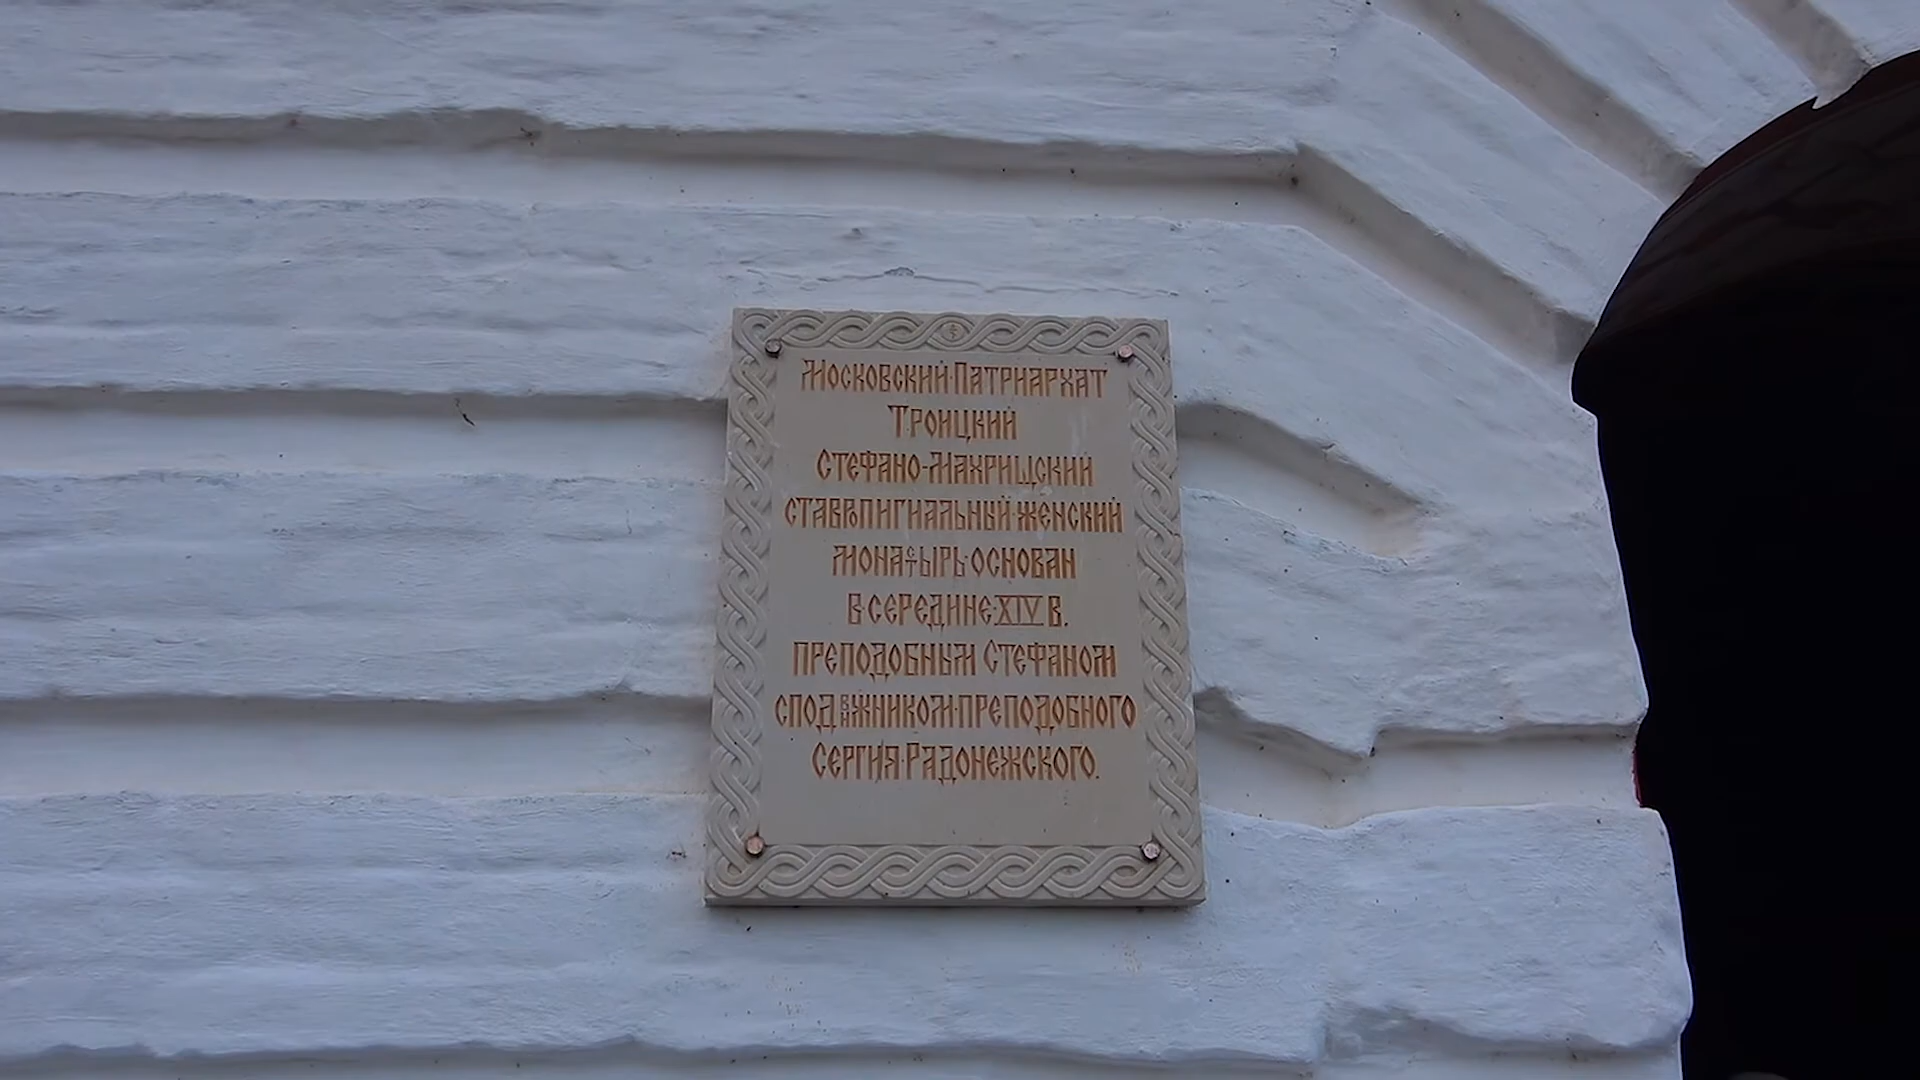 Московский·Патриархат
Троицкий
Стефано-Махрищский
ставропигиальный·женский
монастырь·основан
в середине·XIV в.
преподобным Стефаном
сподвижником·преподобного
Сергия·Радонежского.